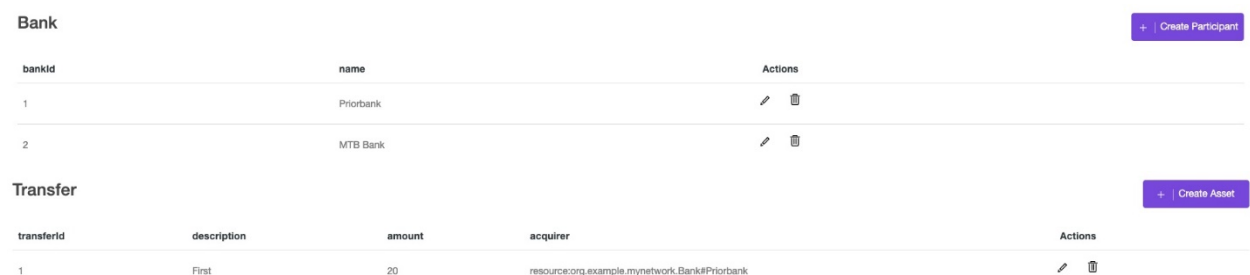 Bank
+ | Create Participant
bankId name Actions
1 Priorbank
2 MTB Bank
Transfer
+ | Create Asset
transferId description amount acquirer Actions
1 First 20 resource:org.example.mynetwork.Bank#Priorbank